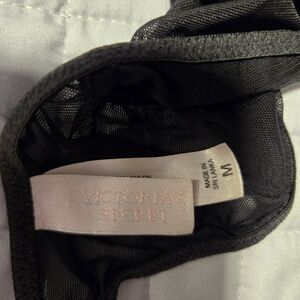 VICTORIA'S
SECRET
MADE IN
SRI LANKA
M